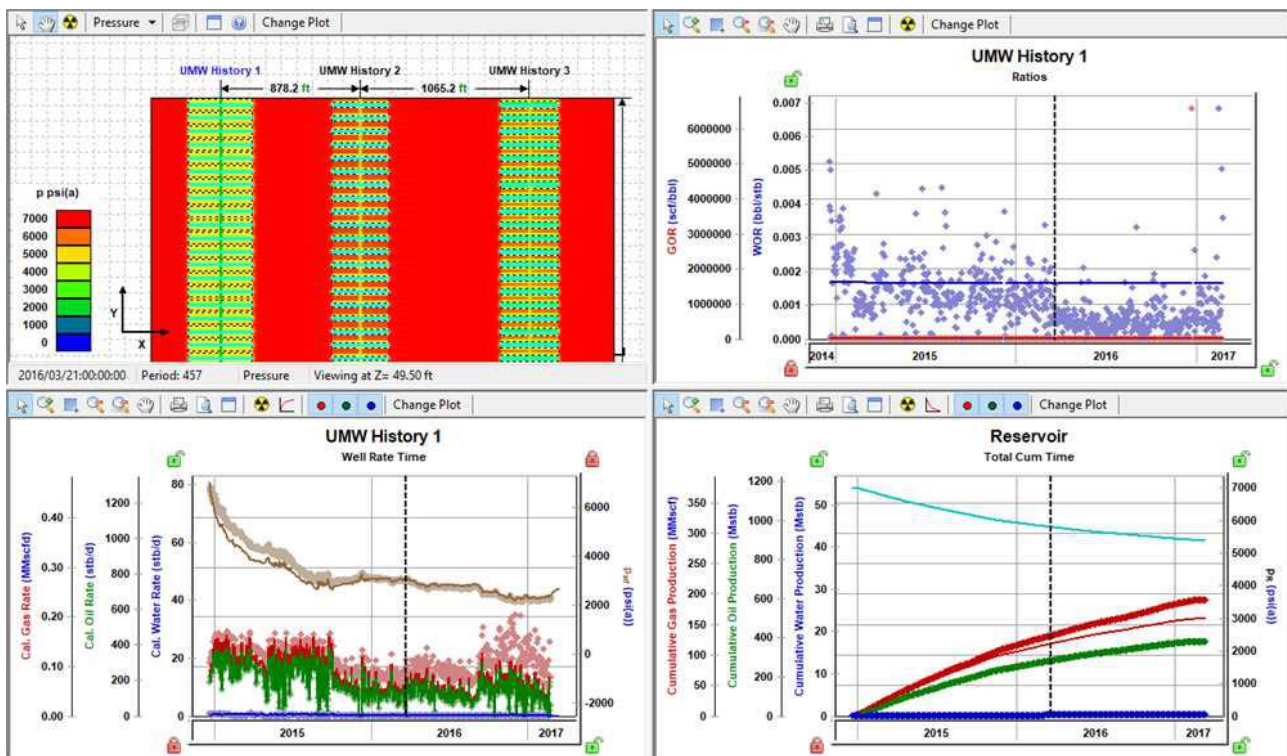 Pressure
Change Plot
UMW History 1
UMW History 2
UMW History 3
878.2 ft
1065.2 ft
p psi(a)
7000
6000
5000
4000
3000
2000
1000
0
Y
X
2016/03/21:00:00:00
Period: 457
Pressure
Viewing at Z= 49.50 ft
Change Plot
UMW History 1
Ratios
GOR (scf/bbl)
6000000
5000000
4000000
3000000
2000000
1000000
0
WOR (bbl/stb)
0.007
0.006
0.005
0.004
0.003
0.002
0.001
0.000
2014
2015
2016
2017
Change Plot
UMW History 1
Well Rate Time
Cal. Gas Rate (MMscfd)
0.40
0.30
0.20
0.10
0.00
Cal. Oil Rate (stb/d)
1200
1000
800
600
400
200
0
Cal. Water Rate (stb/d)
80
60
40
20
0
6000
4000
2000
0
-2000
(psi(a))
2015
2016
2017
Change Plot
Reservoir
Total Cum Time
Cumulative Gas Production (MMscf)
350
300
250
200
150
100
50
0
Cumulative Oil Production (Mstb)
1200
1000
800
600
400
200
0
Cumulative Water Production (Mstb)
50
40
30
20
10
0
7000
6000
5000
4000
3000
2000
1000
0
pR (psi(a))
2015
2016
2017